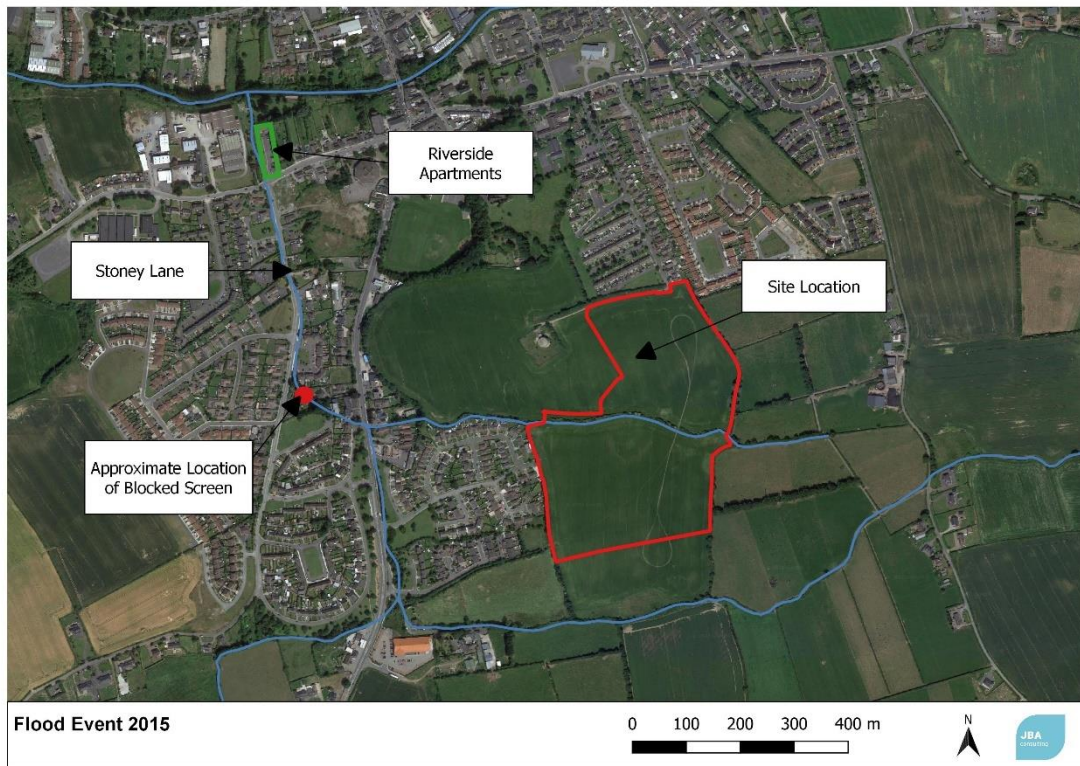 Riverside
Apartments
Stoney Lane
Site Location
Approximate Location
of Blocked Screen
Flood Event 2015
0 100 200 300 400 m
N
JBA
consulting